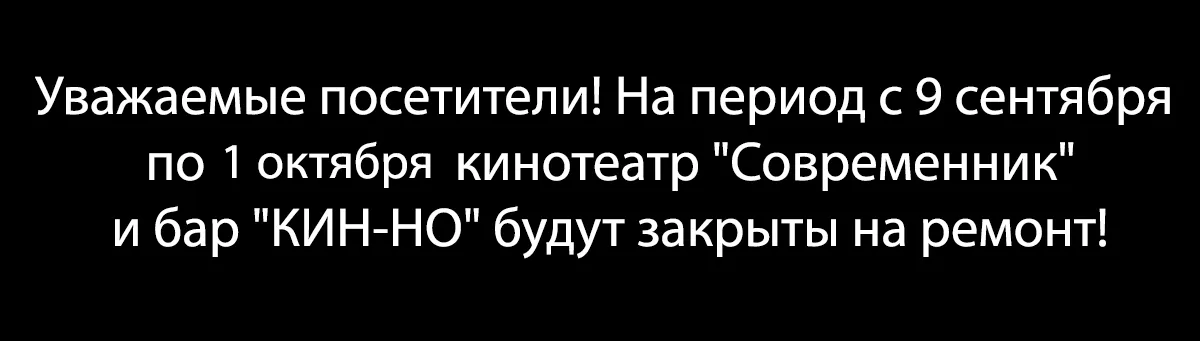 Уважаемые посетители! На период с 9 сентября
по 1 октября кинотеатр "Современник"
и бар "КИН-НО" будут закрыты на ремонт!